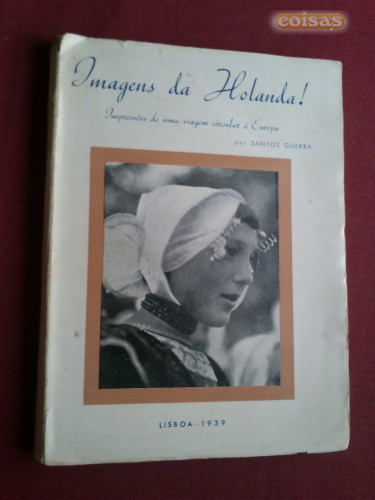 coisas
Imagens da Holanda!
Impressões de uma viagem circular à Europa
por SANTOS GUERRA
LISBOA - 1939